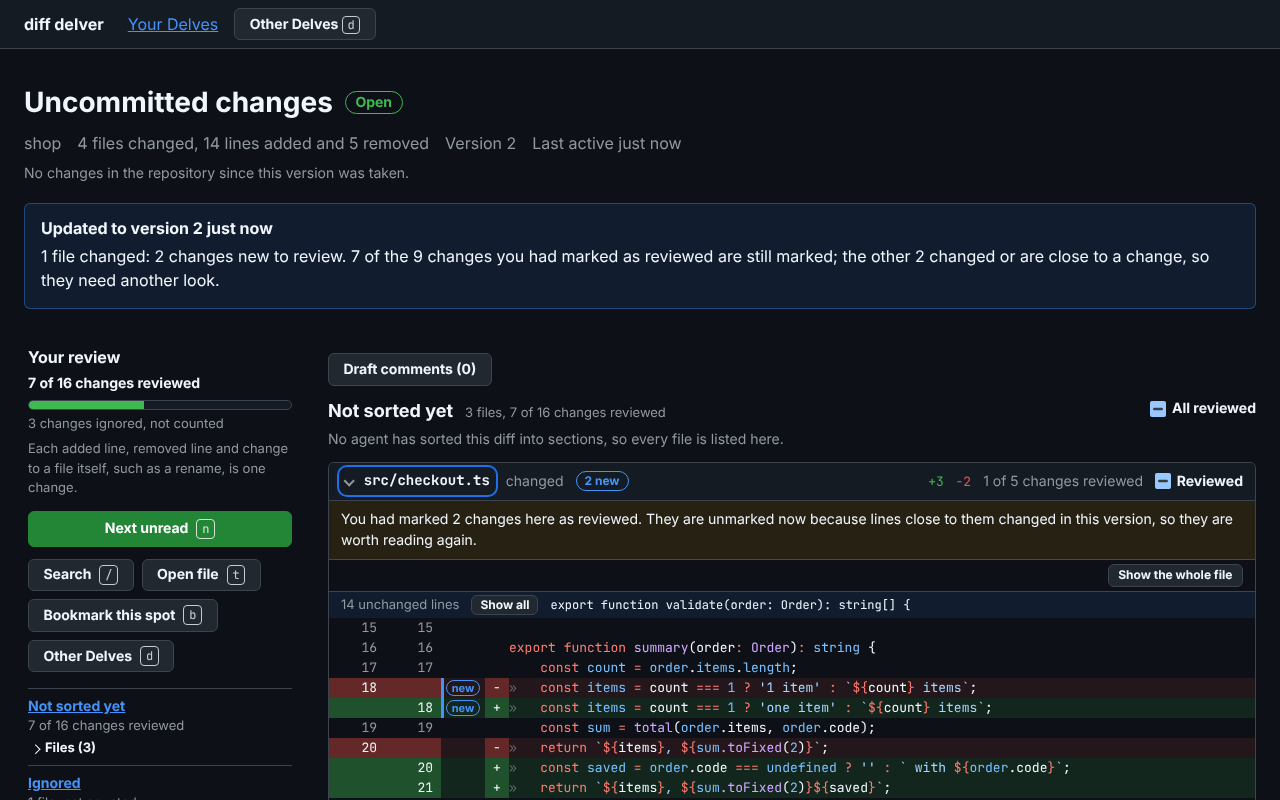 diff delver Your Delves Other Delves d
Uncommitted changes Open
shop 4 files changed, 14 lines added and 5 removed Version 2 Last active just now
No changes in the repository since this version was taken.
Updated to version 2 just now
1 file changed: 2 changes new to review. 7 of the 9 changes you had marked as reviewed are still marked; the other 2 changed or are close to a change, so
they need another look.
Your review
7 of 16 changes reviewed
3 changes ignored, not counted
Each added line, removed line and change
to a file itself, such as a rename, is one
change.
Next unread n
Search / Open file t
Bookmark this spot b
Other Delves d
Not sorted yet
7 of 16 changes reviewed
Files (3)
Ignored
Draft comments (0)
Not sorted yet 3 files, 7 of 16 changes reviewed All reviewed
No agent has sorted this diff into sections, so every file is listed here.
src/checkout.ts changed 2 new +3 -2 1 of 5 changes reviewed Reviewed
You had marked 2 changes here as reviewed. They are unmarked now because lines close to them changed in this version, so they are
worth reading again.
Show the whole file
14 unchanged lines Show all export function validate(order: Order): string[] {
15 15
16 16 export function summary(order: Order): string {
17 17 const count = order.items.length;
18 new - » const items = count === 1 ? '1 item' : `${count} items`;
18 new + » const items = count === 1 ? 'one item' : `${count} items`;
19 19 const sum = total(order.items, order.code);
20 - » return `${items}, ${sum.toFixed(2)}`;
20 + » const saved = order.code === undefined ? '' : ` with ${order.code}`;
21 + » return `${items}, ${sum.toFixed(2)}${saved}`;